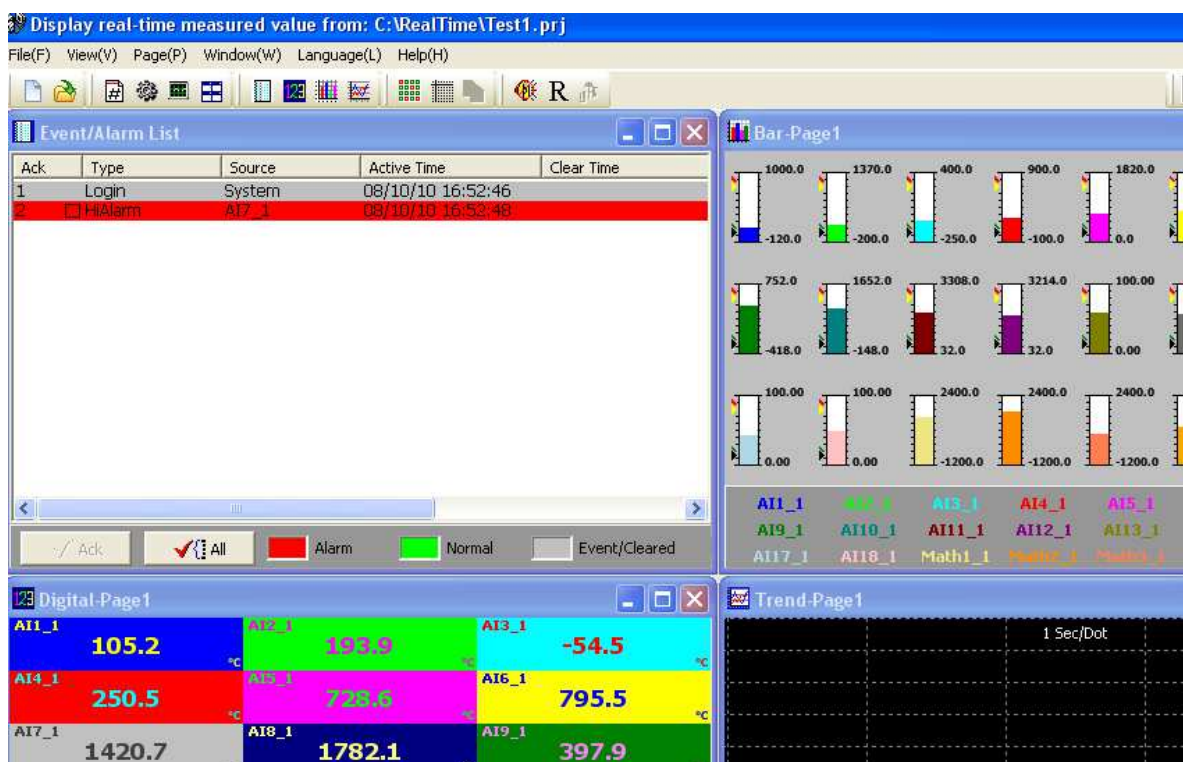 Display real-time measured value from: C:\RealTime\Test1.prj
File(F) View(V) Page(P) Window(W) Language(L) Help(H)
R
Event/Alarm List
Ack Type Source Active Time Clear Time
1 Login System 08/10/10 16:52:46
2 HiAlarm AI7_1 08/10/10 16:52:48
Ack All Alarm Normal Event/Cleared
Bar-Page1
1000.0 1370.0 400.0 900.0 1820.0
-120.0 -200.0 -250.0 -100.0 0.0
752.0 1652.0 3308.0 3214.0 100.00
-418.0 -148.0 32.0 32.0 0.00
100.00 100.00 2400.0 2400.0 2400.0
0.00 0.00 -1200.0 -1200.0 -1200.0
AI1_1 AI2_1 AI3_1 AI4_1 AI5_1
AI9_1 AI10_1 AI11_1 AI12_1 AI13_1
AI17_1 AI18_1 Math1_1 Math2_1 Math3_1
123 Digital-Page1
AI1_1 AI2_1 AI3_1
105.2 °C 193.9 °C -54.5 °C
AI4_1 AI5_1 AI6_1
250.5 °C 728.6 °C 795.5 °C
AI7_1 AI8_1 AI9_1
1420.7 1782.1 397.9
Trend-Page1
1 Sec/Dot